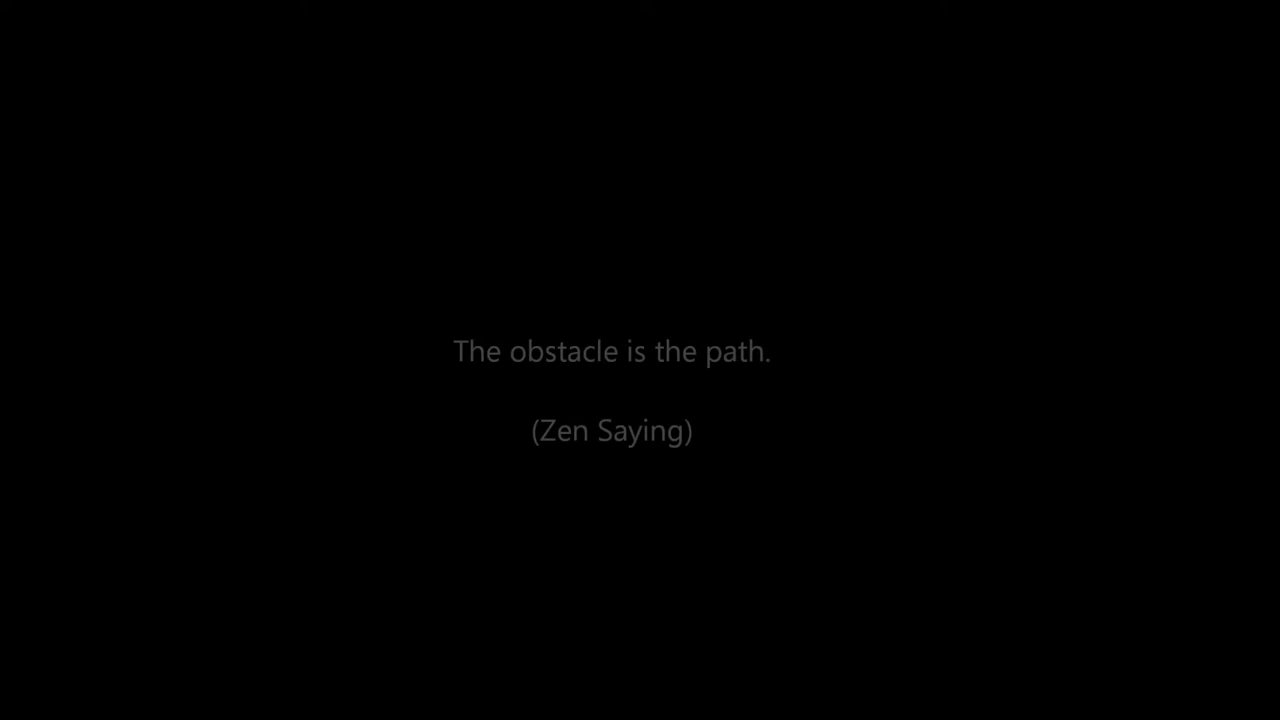 The obstacle is the path.
(Zen Saying)